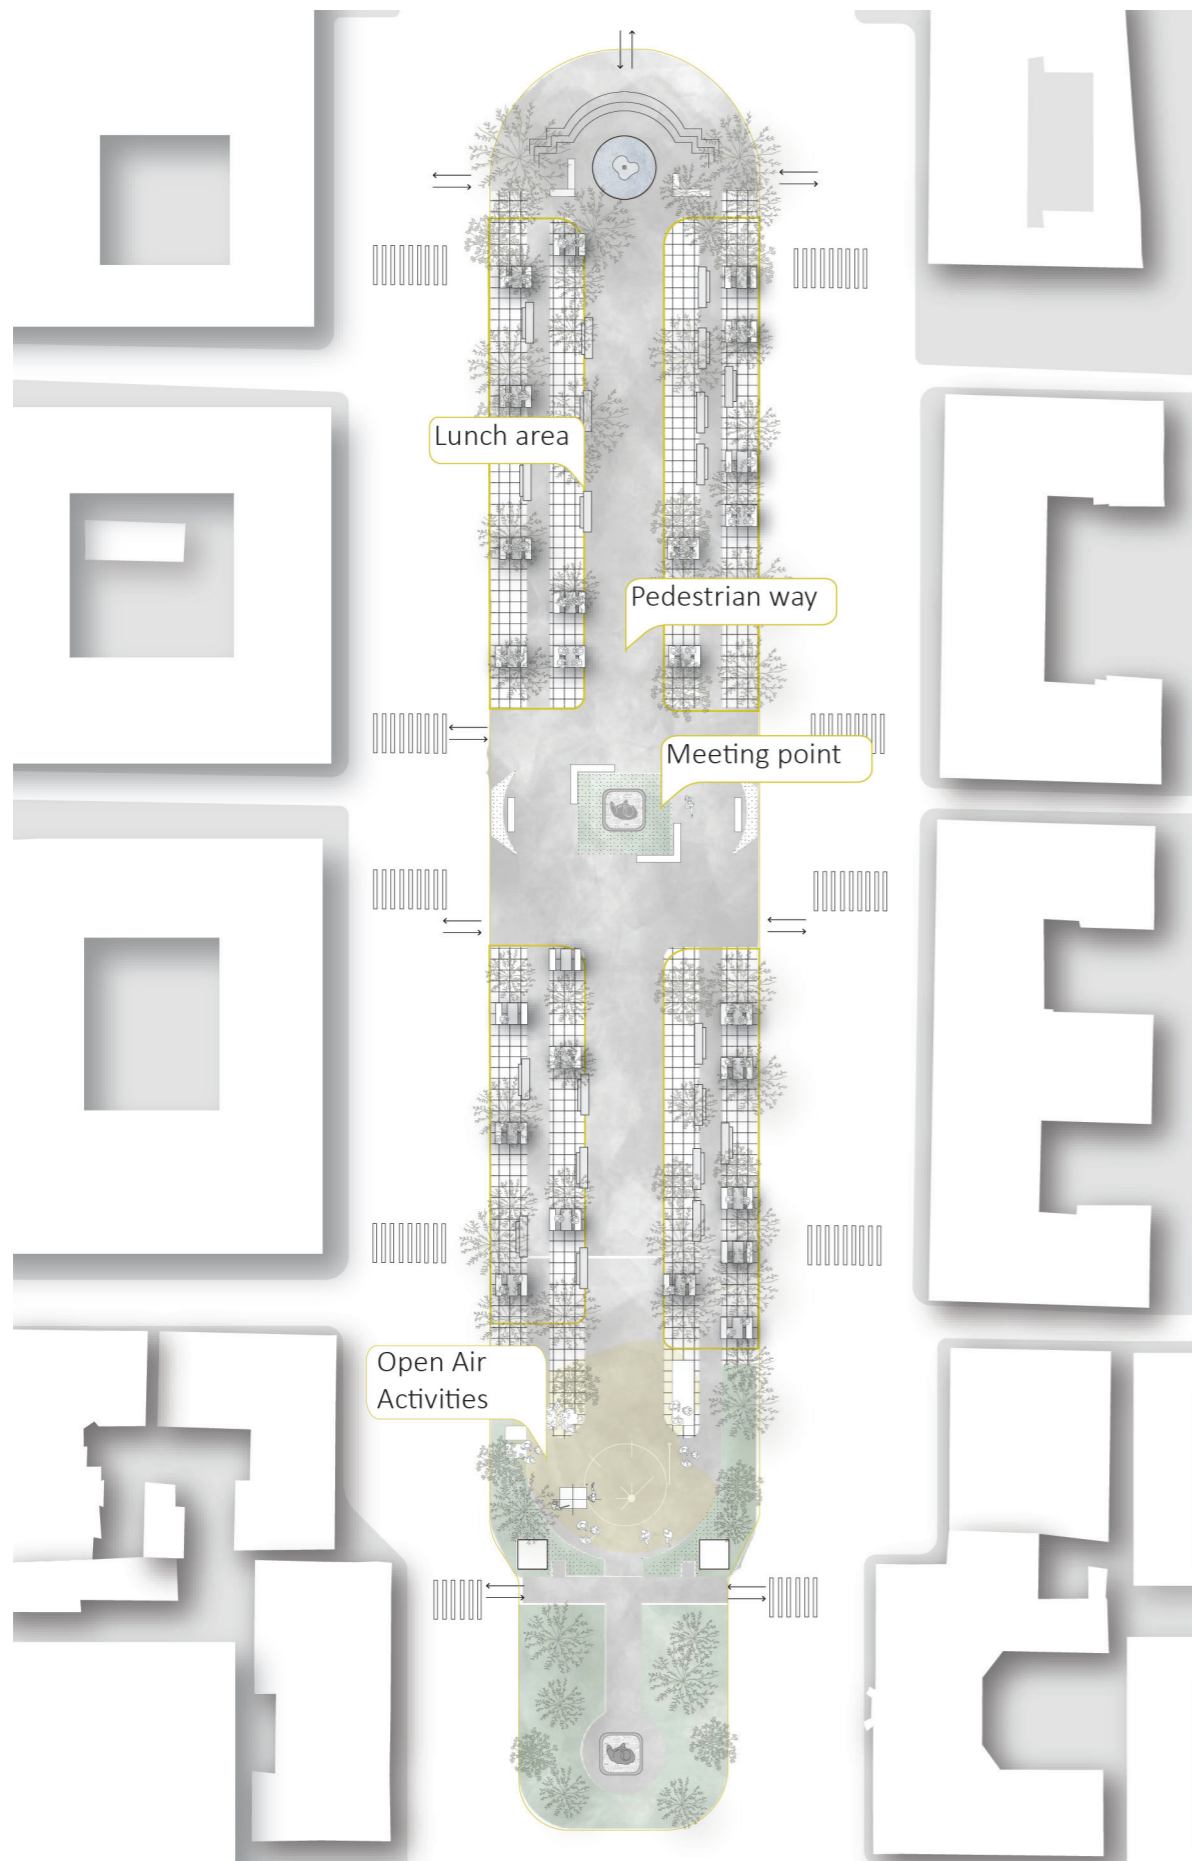 Lunch area
Pedestrian way
Meeting point
Open Air
Activities